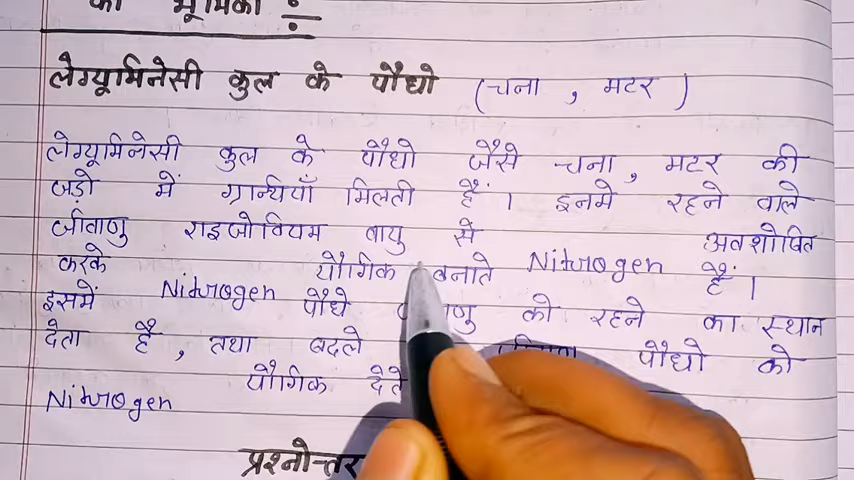 की भूमिका :-
लेग्यूमिनेसी कुल के पौधो (चना , मटर )
लेग्यूमिनेसी कुल के पौधो जैसे चना , मटर की
जड़ो में ग्रन्थियाँ मिलती हैं। इनमे रहने वाले
जीवाणु राइजोवियम वायु से अवशोषित
करके यौगिक बनाते Nitrogen हैं।
इसमें Nitrogen पौधे को रहने का स्थान
देता है , तथा बदले पौधो को
यौगिक देते
Nitrogen
प्रश्नोत्तर